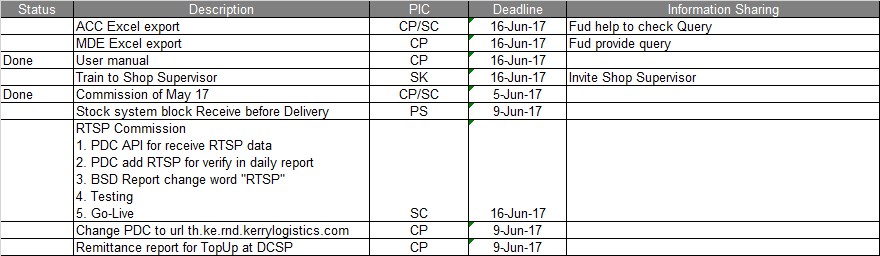 Status Description PIC Deadline Information Sharing
ACC Excel export CP/SC 16-Jun-17 Fud help to check Query
MDE Excel export CP 16-Jun-17 Fud provide query
Done User manual CP 16-Jun-17
Train to Shop Supervisor SK 16-Jun-17 Invite Shop Supervisor
Done Commission of May 17 CP/SC 5-Jun-17
Stock system block Receive before Delivery PS 9-Jun-17
RTSP Commission
1. PDC API for receive RTSP data
2. PDC add RTSP for verify in daily report
3. BSD Report change word "RTSP"
4. Testing
5. Go-Live SC 16-Jun-17
Change PDC to url th.ke.rnd.kerrylogistics.com CP 9-Jun-17
Remittance report for TopUp at DCSP CP 9-Jun-17